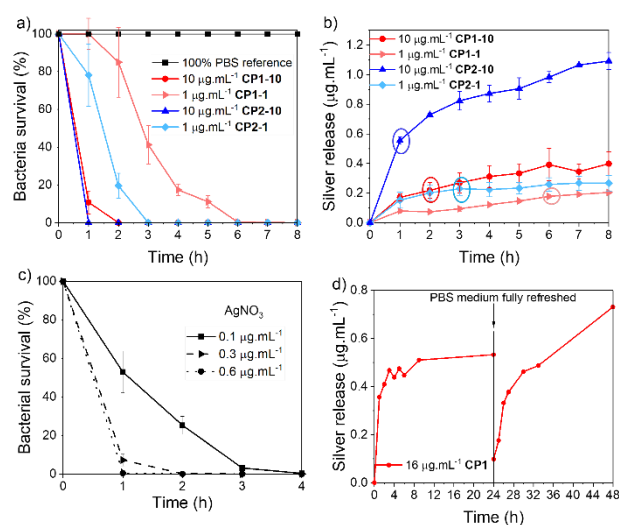 a)
Bacteria survival (%)
100
80
60
40
20
0
100% PBS reference
10 µg.mL⁻¹ CP1-10
1 µg.mL⁻¹ CP1-1
10 µg.mL⁻¹ CP2-10
1 µg.mL⁻¹ CP2-1
0 1 2 3 4 5 6 7 8
Time (h)
b)
Silver release (µg.mL⁻¹)
1.2
1.0
0.8
0.6
0.4
0.2
0.0
10 µg.mL⁻¹ CP1-10
1 µg.mL⁻¹ CP1-1
10 µg.mL⁻¹ CP2-10
1 µg.mL⁻¹ CP2-1
0 1 2 3 4 5 6 7 8
Time (h)
c)
Bacterial survival (%)
100
80
60
40
20
0
AgNO₃
0.1 µg.mL⁻¹
0.3 µg.mL⁻¹
0.6 µg.mL⁻¹
0 1 2 3 4
Time (h)
d)
PBS medium fully refreshed
Silver release (µg.mL⁻¹)
0.8
0.6
0.4
0.2
0.0
16 µg.mL⁻¹ CP1
0 4 8 12 16 20 24 28 32 36 40 44 48
Time (h)